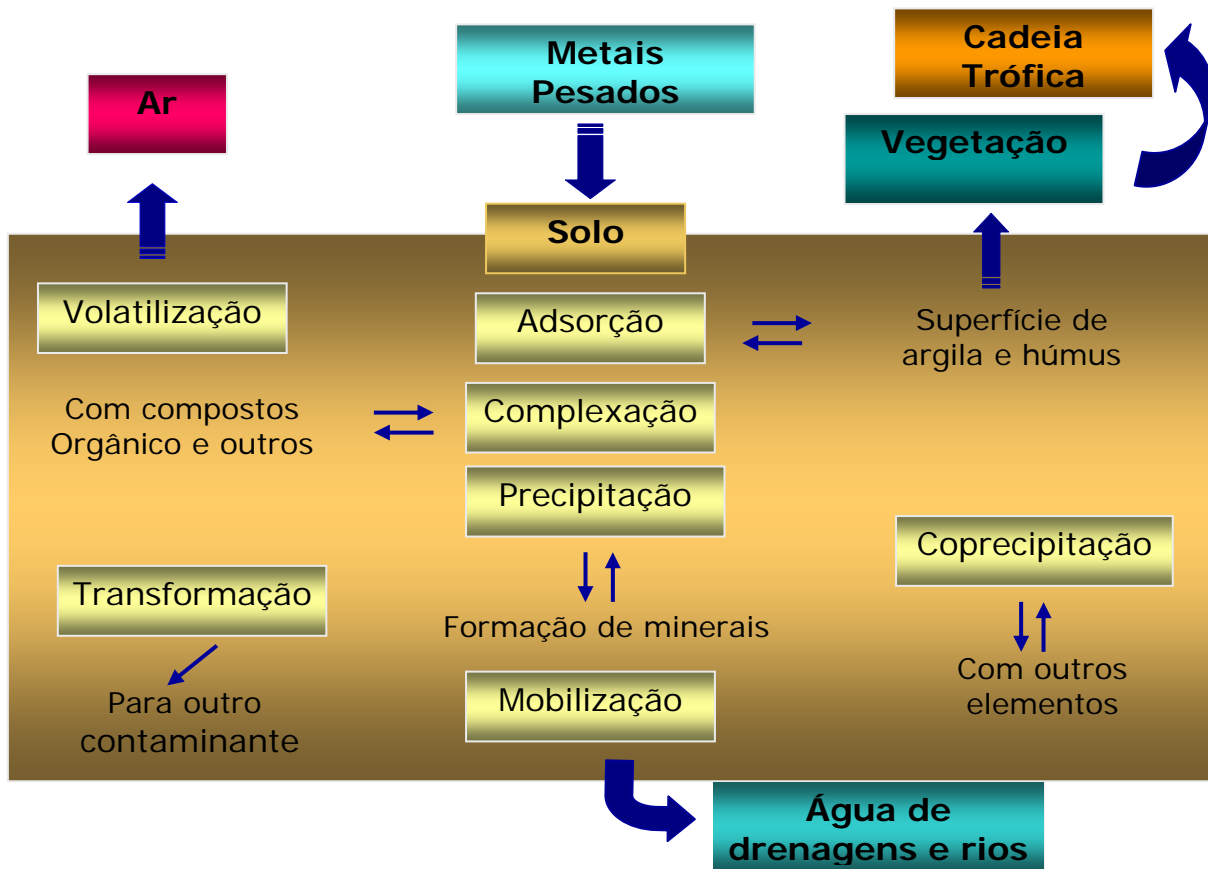 Metais
Pesados
Cadeia
Trófica
Ar
Vegetação
Solo
Volatilização
Adsorção
Superfície de
argila e húmus
Com compostos
Orgânico e outros
Complexação
Precipitação
Coprecipitação
Transformação
Formação de minerais
Com outros
elementos
Para outro
contaminante
Mobilização
Água de
drenagens e rios